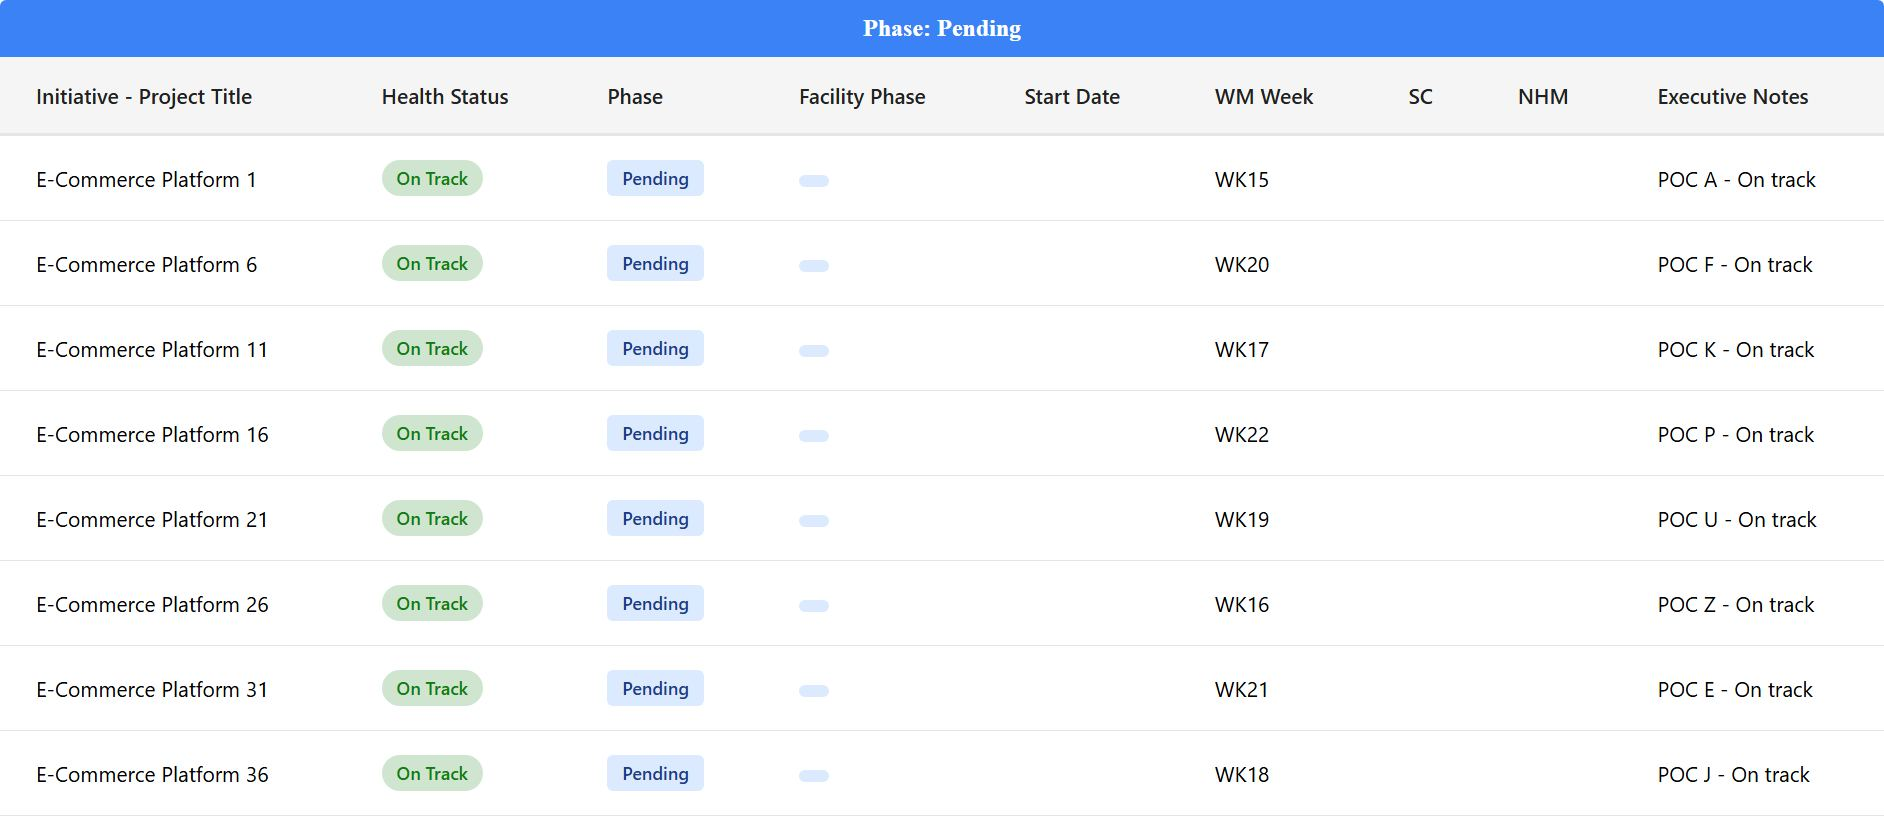 Phase: Pending
Initiative - Project Title Health Status Phase Facility Phase Start Date WM Week SC NHM Executive Notes
E-Commerce Platform 1 On Track Pending WK15 POC A - On track
E-Commerce Platform 6 On Track Pending WK20 POC F - On track
E-Commerce Platform 11 On Track Pending WK17 POC K - On track
E-Commerce Platform 16 On Track Pending WK22 POC P - On track
E-Commerce Platform 21 On Track Pending WK19 POC U - On track
E-Commerce Platform 26 On Track Pending WK16 POC Z - On track
E-Commerce Platform 31 On Track Pending WK21 POC E - On track
E-Commerce Platform 36 On Track Pending WK18 POC J - On track